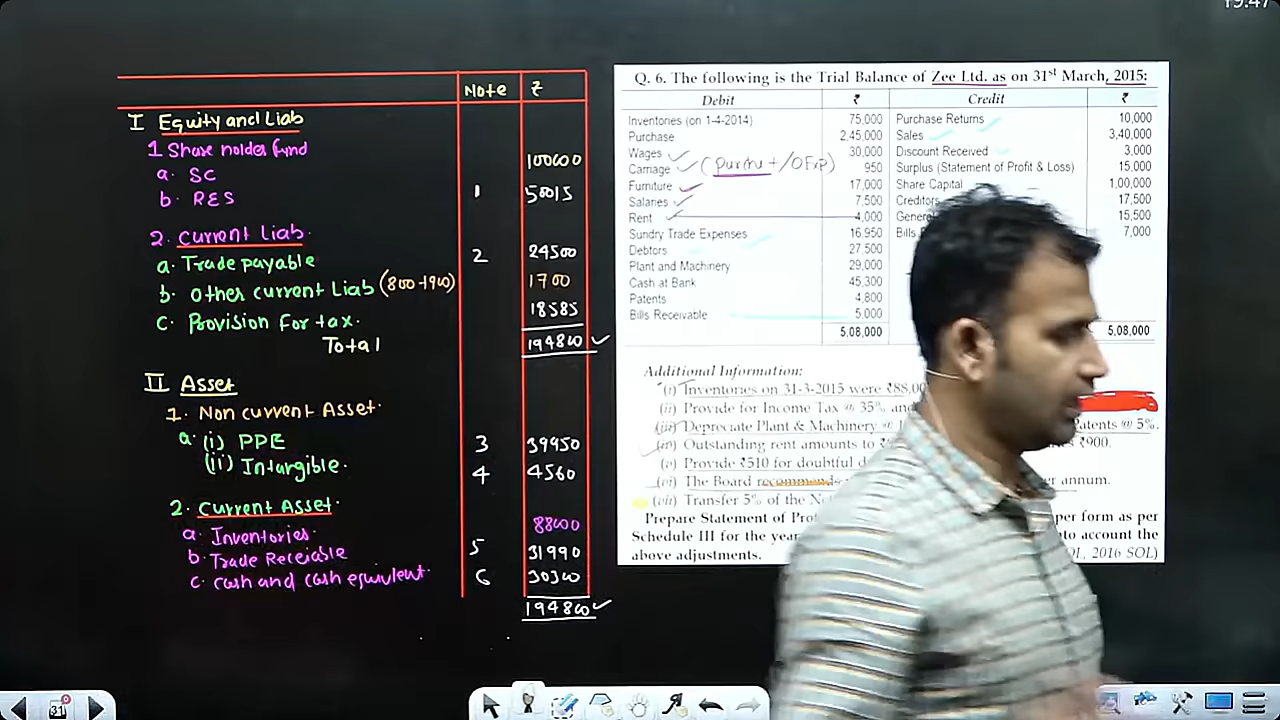 19:47
Note ₹
I Equity and Liab
1 Share holder fund
a. SC 100000
b. RES 1 50015
2. Current Liab.
a. Trade payable 2 24500
b. Other current Liab (800+900) 1700
c. Provision for tax. 18585
Total 194800
II Asset
1. Non current Asset.
a. (i) PPE 3 39950
(ii) Intangible. 4 4560
2. Current Asset
a. Inventories. 88000
b. Trade Receiable 5 31990
c. cash and cash equivlent. 6 30300
194800
Q. 6. The following is the Trial Balance of Zee Ltd. as on 31st March, 2015:
Debit ₹ Credit ₹
Inventories (on 1-4-2014) 75,000 Purchase Returns 10,000
Purchase 2,45,000 Sales 3,40,000
Wages 30,000 Discount Received 3,000
Carriage (purcha + /OExp) 950 Surplus (Statement of Profit & Loss) 15,000
Furniture 17,000 Share Capital 1,00,000
Salaries 7,500 Creditors 17,500
Rent 4,000 Gener 15,500
Sundry Trade Expenses 16,950 Bills 7,000
Debtors 27,500
Plant and Machinery 29,000
Cash at Bank 45,300
Patents 4,800
Bills Receivable 5,000
5,08,000 5,08,000
Additional Information:
(i) Inventories on 31-3-2015 were ₹88,00
(ii) Provide for Income Tax @ 35% and
(iii) Depreciate Plant & Machinery @ Patents @ 5%.
(iv) Outstanding rent amounts to ₹900.
(v) Provide ₹510 for doubtful d
(vi) The Board recommends er annum.
(vii) Transfer 5% of the Ne
Prepare Statement of Prof per form as per
Schedule III for the year nto account the
above adjustments. OL, 2016 SOL)
31